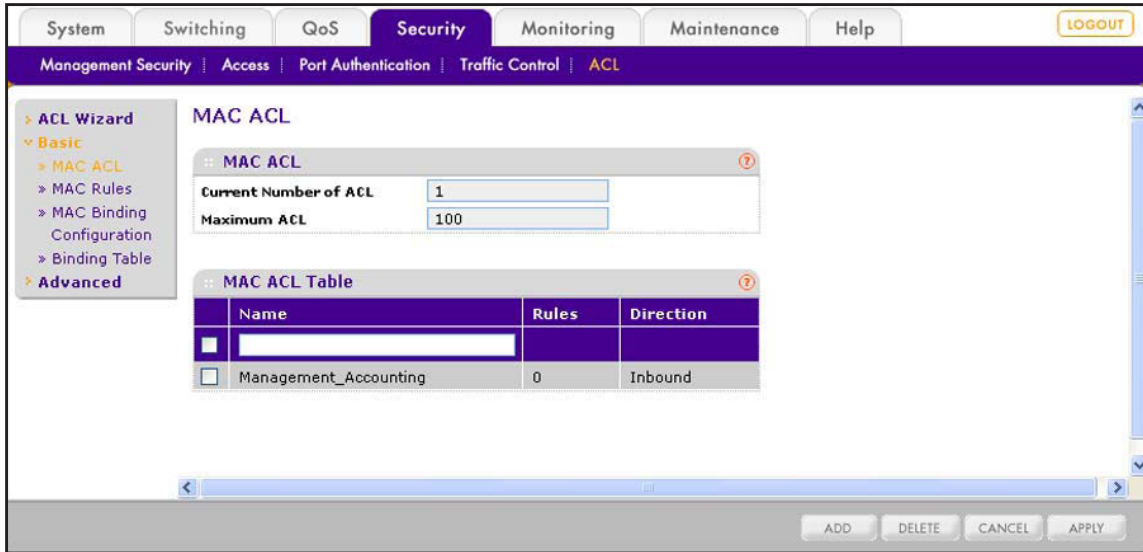 System Switching QoS Security Monitoring Maintenance Help LOGOUT
Management Security | Access | Port Authentication | Traffic Control | ACL
ACL Wizard
Basic
» MAC ACL
» MAC Rules
» MAC Binding
Configuration
» Binding Table
Advanced
MAC ACL
MAC ACL ?
Current Number of ACL 1
Maximum ACL 100
MAC ACL Table ?
Name Rules Direction
Management_Accounting 0 Inbound
ADD DELETE CANCEL APPLY